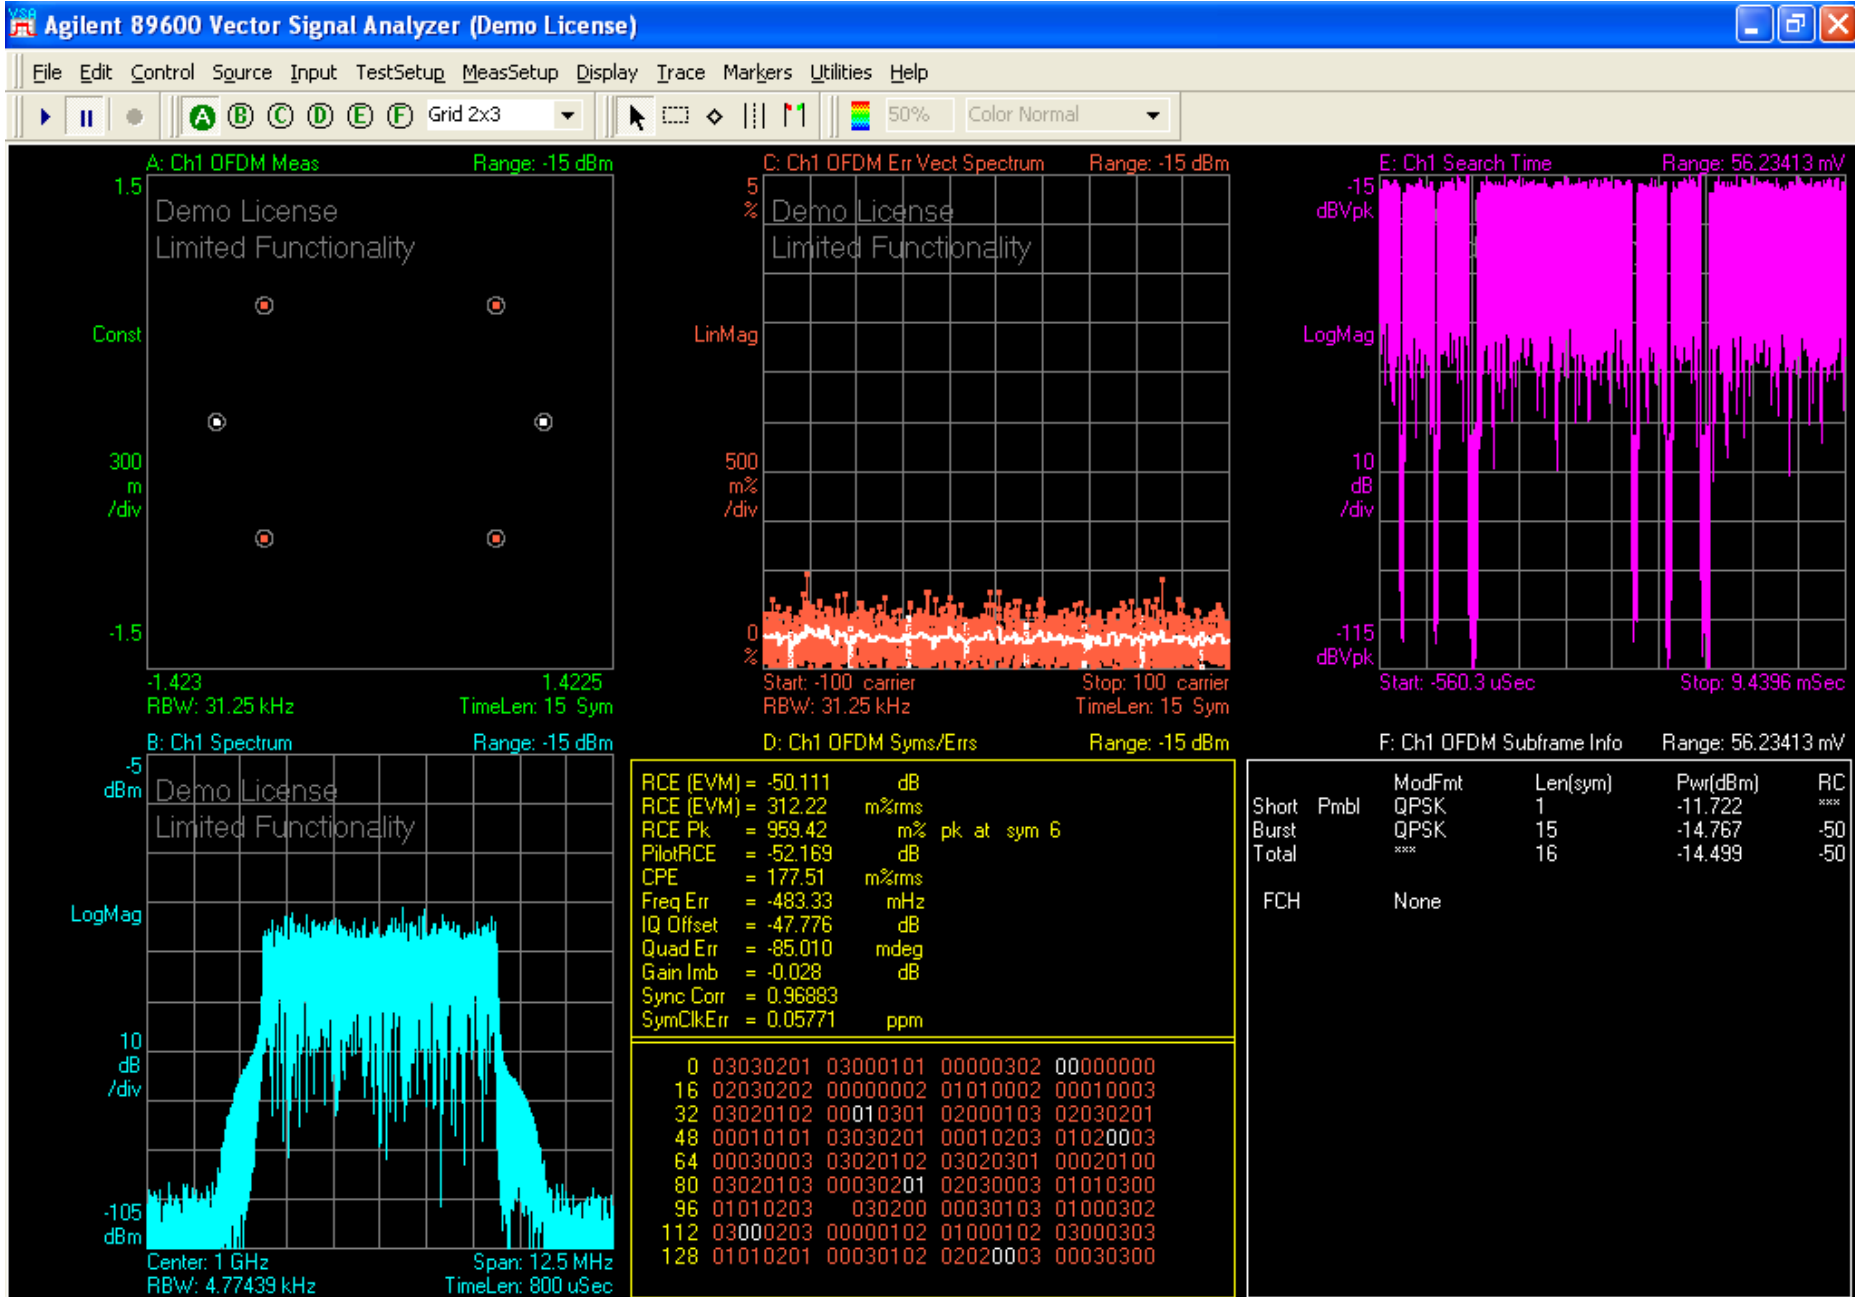 VSA
Agilent 89600 Vector Signal Analyzer (Demo License)
File Edit Control Source Input TestSetup MeasSetup Display Trace Markers Utilities Help
A B C D E F Grid 2x3 50% Color Normal
A: Ch1 OFDM Meas Range: -15 dBm
1.5
Demo License
Limited Functionality
Const
300
m
/div
-1.5
-1.423 1.4225
RBW: 31.25 kHz TimeLen: 15 Sym
C: Ch1 OFDM Err Vect Spectrum Range: -15 dBm
5
%
Demo License
Limited Functionality
LinMag
500
m%
/div
0
%
Start: -100 carrier Stop: 100 carrier
RBW: 31.25 kHz TimeLen: 15 Sym
E: Ch1 Search Time Range: 56.23413 mV
-15
dBVpk
LogMag
10
dB
/div
-115
dBVpk
Start: -560.3 uSec Stop: 9.4396 mSec
B: Ch1 Spectrum Range: -15 dBm
-5
dBm
Demo License
Limited Functionality
LogMag
10
dB
/div
-105
dBm
Center: 1 GHz Span: 12.5 MHz
RBW: 4.77439 kHz TimeLen: 800 uSec
D: Ch1 OFDM Syms/Errs Range: -15 dBm
RCE (EVM) = -50.111 dB
RCE (EVM) = 312.22 m%rms
RCE Pk = 959.42 m% pk at sym 6
PilotRCE = -52.169 dB
CPE = 177.51 m%rms
Freq Err = -483.33 mHz
IQ Offset = -47.776 dB
Quad Err = -85.010 mdeg
Gain Imb = -0.028 dB
Sync Corr = 0.96883
SymClkErr = 0.05771 ppm
0 03030201 03000101 00000302 00000000
16 02030202 00000002 01010002 00010003
32 03020102 00010301 02000103 02030201
48 00010101 03030201 00010203 01020003
64 00030003 03020102 03020301 00020100
80 03020103 00030201 02030003 01010300
96 01010203 030200 00030103 01000302
112 03000203 00000102 01000102 03000303
128 01010201 00030102 02020003 00030300
F: Ch1 OFDM Subframe Info Range: 56.23413 mV
ModFmt Len(sym) Pwr(dBm) RC
Short Pmbl QPSK 1 -11.722 ***
Burst QPSK 15 -14.767 -50
Total *** 16 -14.499 -50
FCH None